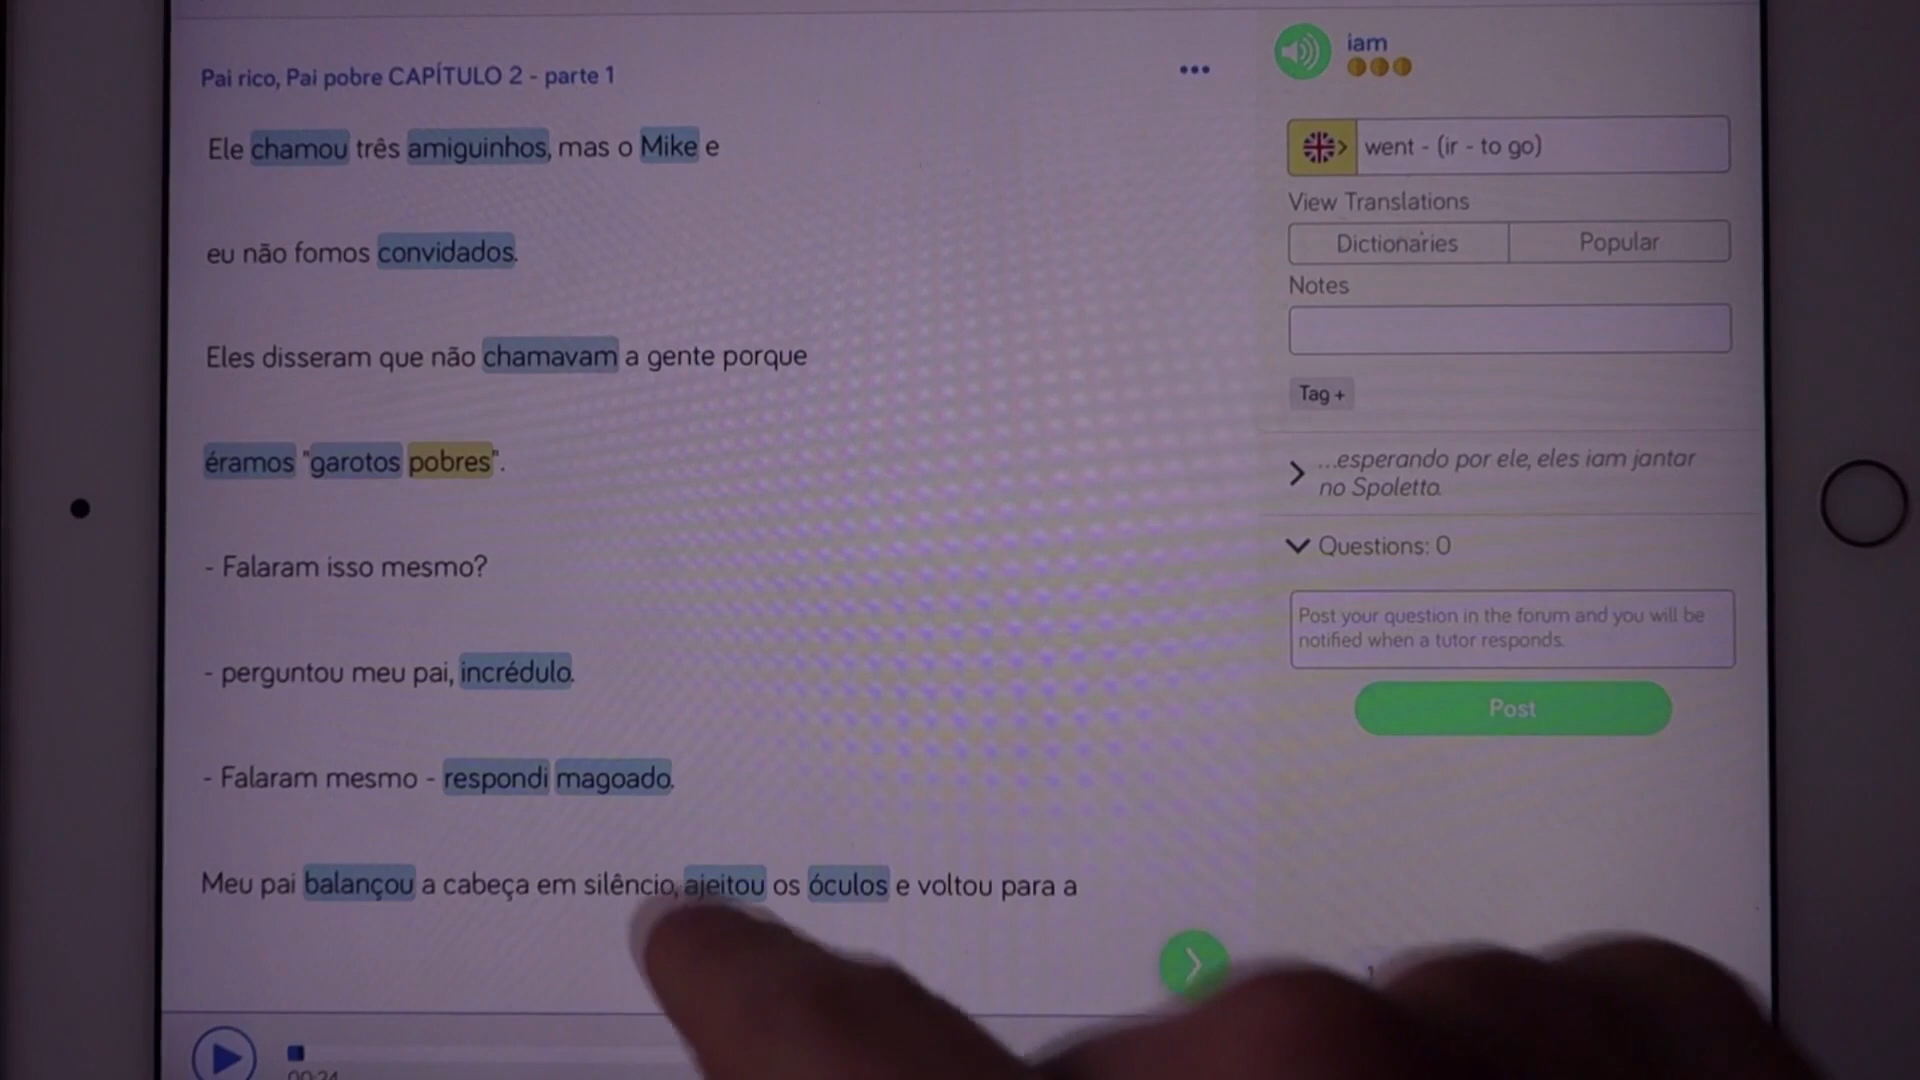 Pai rico, Pai pobre CAPÍTULO 2 - parte 1
Ele chamou três amiguinhos, mas o Mike e
eu não fomos convidados.
Eles disseram que não chamavam a gente porque
éramos "garotos pobres".
- Falaram isso mesmo?
- perguntou meu pai, incrédulo.
- Falaram mesmo - respondi magoado.
Meu pai balançou a cabeça em silêncio, ajeitou os óculos e voltou para a
00:24
iam
went - (ir - to go)
View Translations
Dictionaries
Popular
Notes
Tag +
...esperando por ele, eles iam jantar
no Spoletto.
Questions: 0
Post your question in the forum and you will be
notified when a tutor responds.
Post